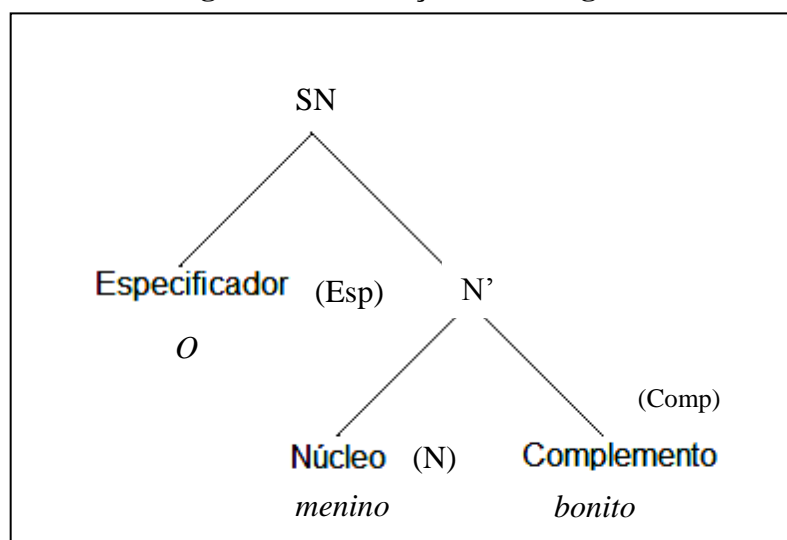 SN
Especificador (Esp) N’
O
(Comp)
Núcleo (N) Complemento
menino bonito